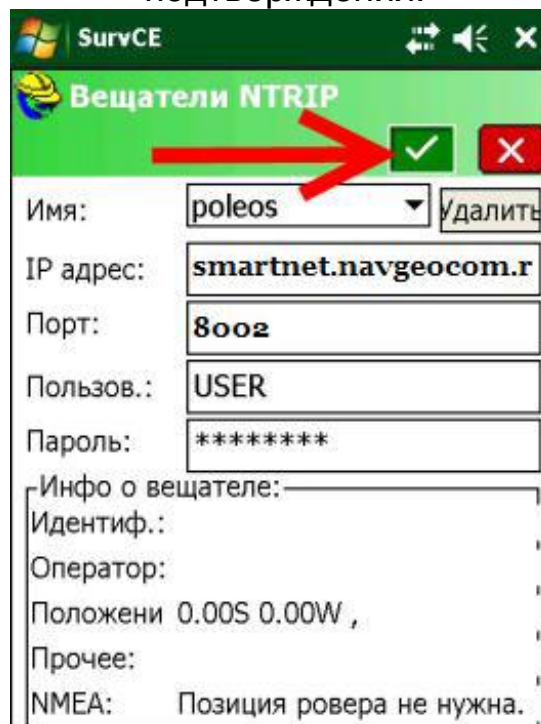 подтверждения.
SurvCE
Вещатели NTRIP
Имя: poleos Удалить
IP адрес: smartnet.navgeocom.r
Порт: 8002
Пользов.: USER
Пароль: ********
Инфо о вещателе:
Идентиф.:
Оператор:
Положени 0.00S 0.00W ,
Прочее:
NMEA: Позиция ровера не нужна.